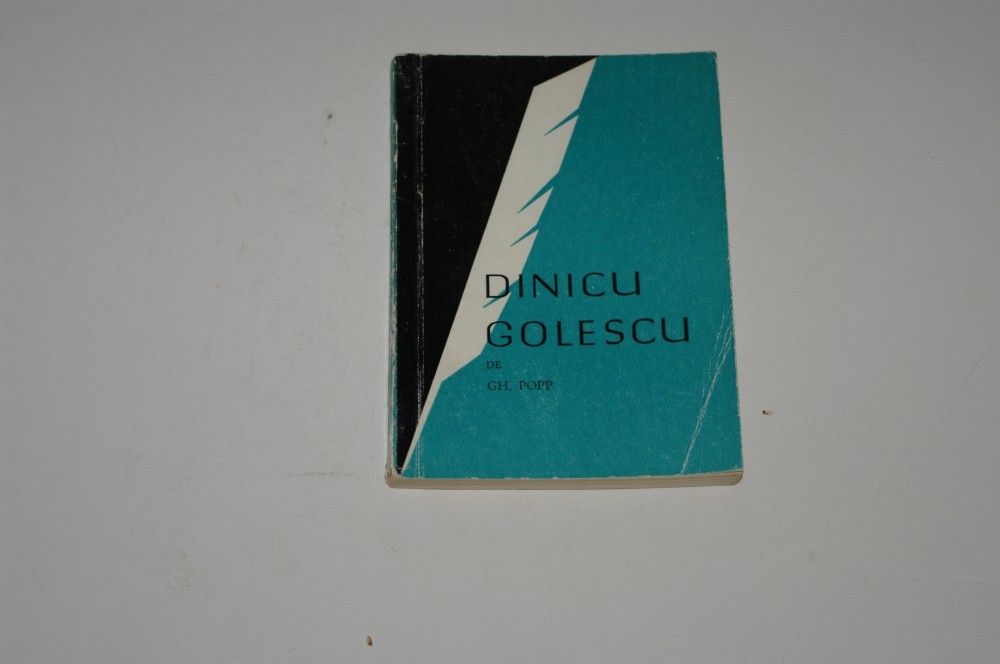 DINICU
GOLESCU
DE
GH. POPP